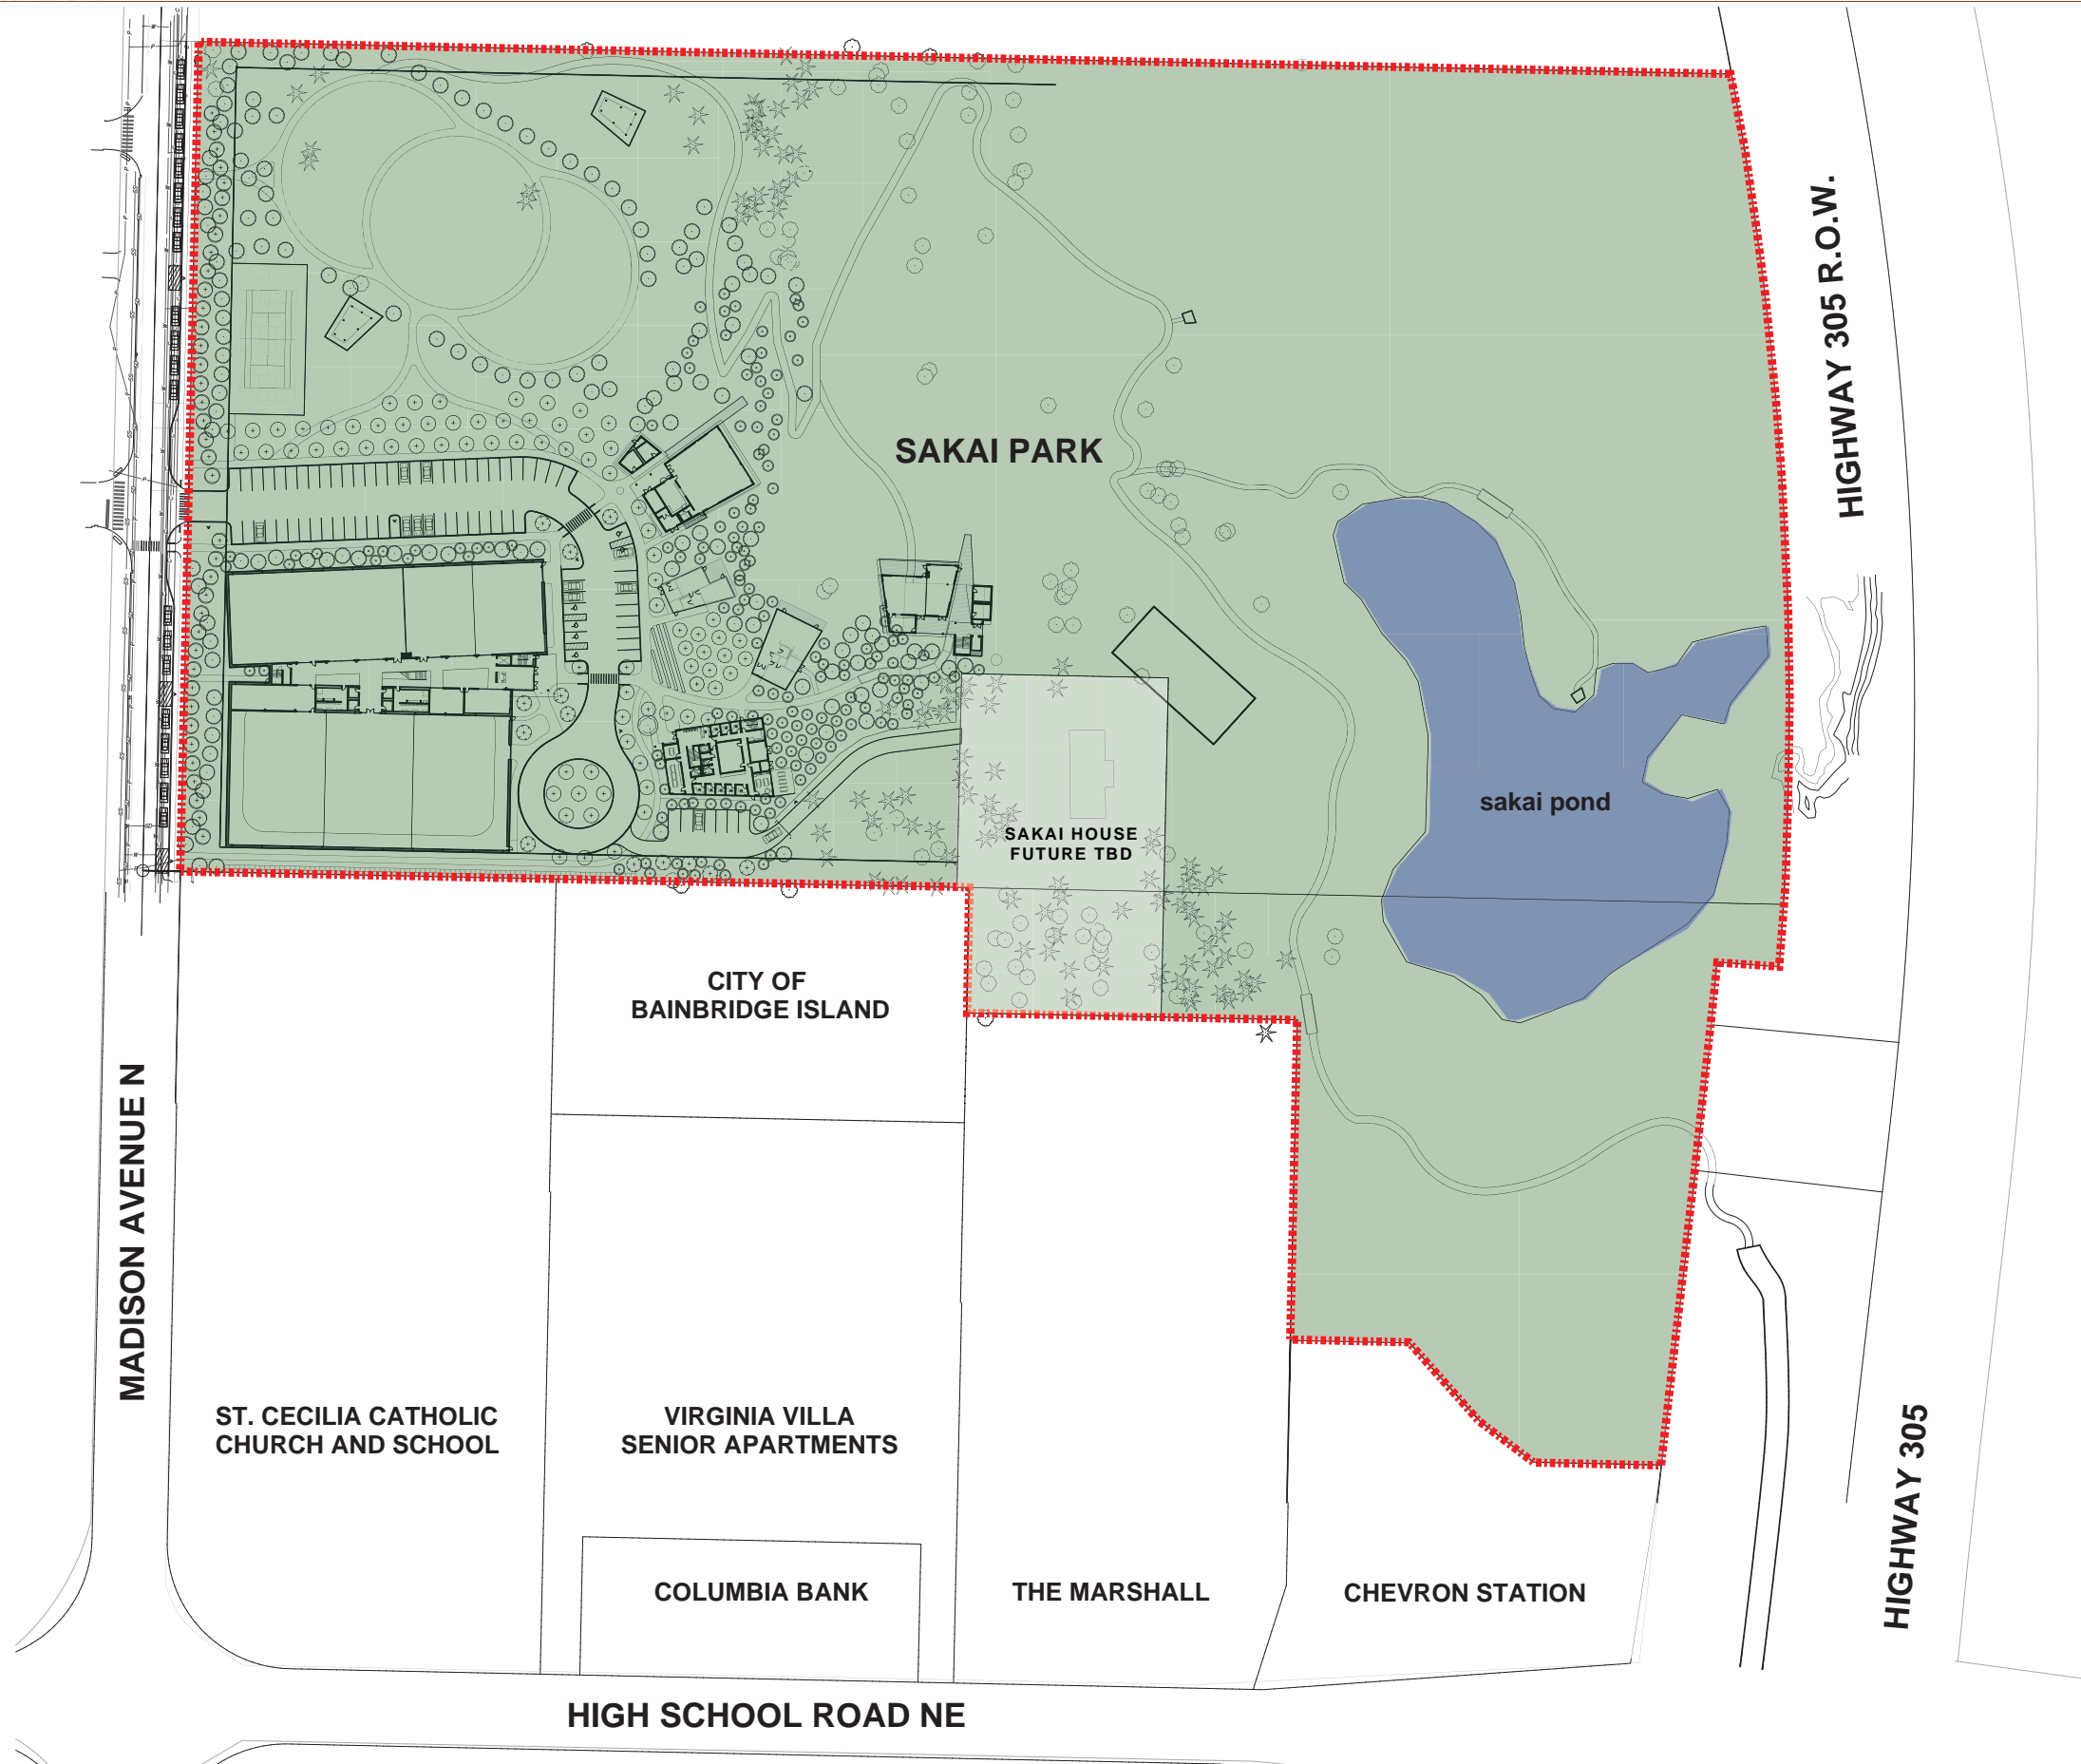 HIGHWAY 305 R.O.W.
SAKAI PARK
sakai pond
SAKAI HOUSE
FUTURE TBD
CITY OF
BAINBRIDGE ISLAND
MADISON AVENUE N
ST. CECILIA CATHOLIC
CHURCH AND SCHOOL
VIRGINIA VILLA
SENIOR APARTMENTS
HIGHWAY 305
COLUMBIA BANK
THE MARSHALL
CHEVRON STATION
HIGH SCHOOL ROAD NE